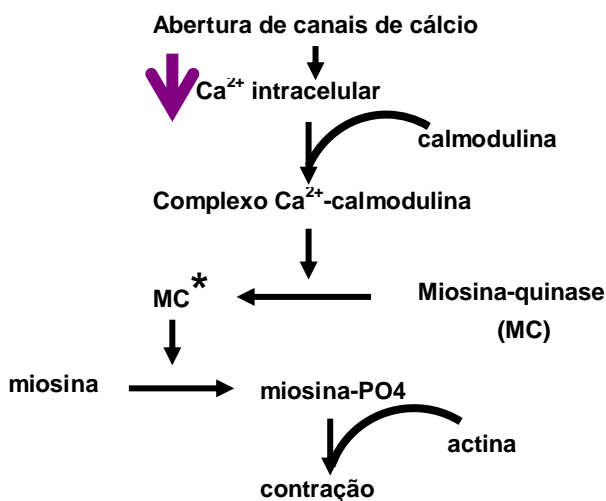 Abertura de canais de cálcio
Ca²⁺ intracelular
calmodulina
Complexo Ca²⁺-calmodulina
MC* Miosina-quinase
(MC)
miosina miosina-PO4
actina
contração